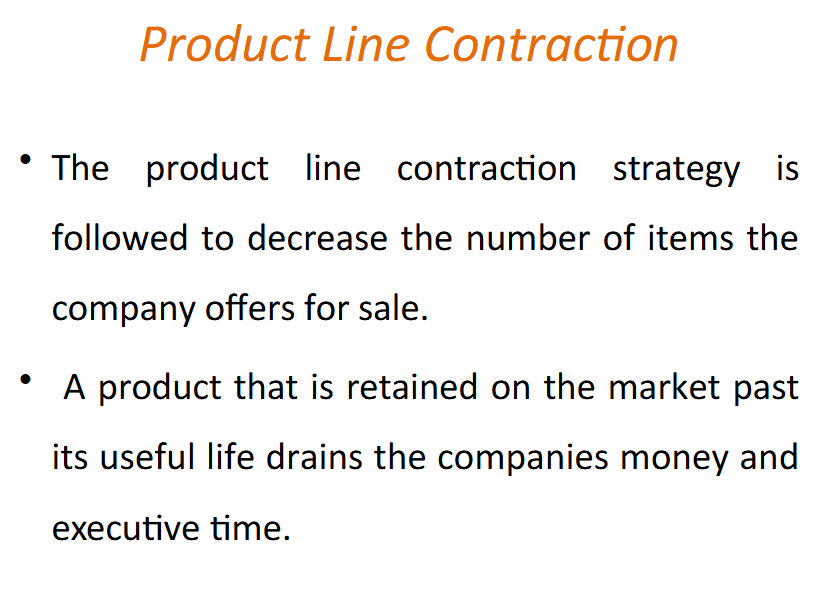 Product Line Contraction
• The product line contraction strategy is
followed to decrease the number of items the
company offers for sale.
• A product that is retained on the market past
its useful life drains the companies money and
executive time.